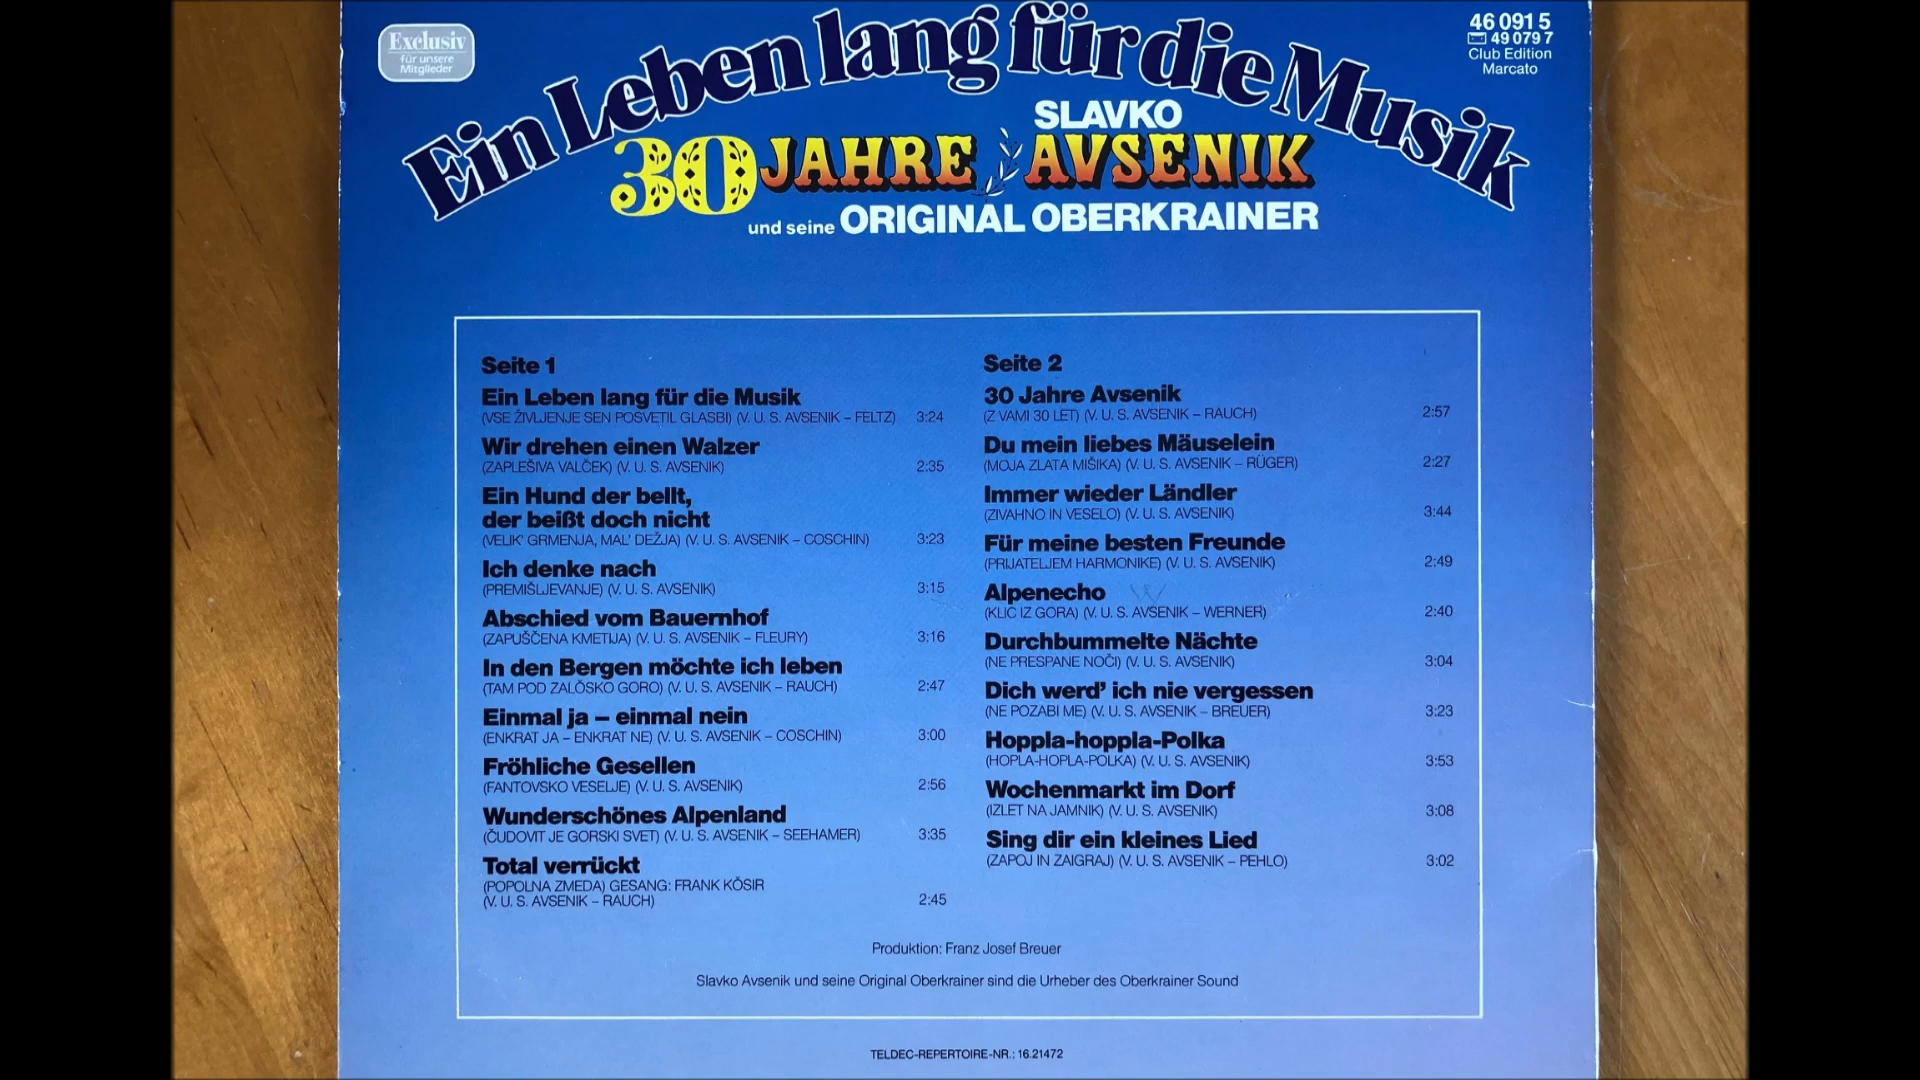 Exclusiv
für unsere
Mitglieder
Ein Leben lang für die Musik
46 091 5
49 079 7
Club Edition
Marcato
SLAVKO
30 JAHRE AVSENIK
und seine ORIGINAL OBERKRAINER
Seite 1
Ein Leben lang für die Musik
(VSE ŽIVLJENJE SEN POSVETIL GLASBI) (V. U. S. AVSENIK – FELTZ) 3:24
Wir drehen einen Walzer
(ZAPLEŠIVA VALČEK) (V. U. S. AVSENIK) 2:35
Ein Hund der bellt,
der beißt doch nicht
(VELIK' GRMENJA, MAL' DEŽJA) (V. U. S. AVSENIK – COSCHIN) 3:23
Ich denke nach
(PREMIŠLJEVANJE) (V. U. S. AVSENIK) 3:15
Abschied vom Bauernhof
(ZAPUŠČENA KMETIJA) (V. U. S. AVSENIK – FLEURY) 3:16
In den Bergen möchte ich leben
(TAM POD ZALŎSKO GORO) (V. U. S. AVSENIK – RAUCH) 2:47
Einmal ja – einmal nein
(ENKRAT JA – ENKRAT NE) (V. U. S. AVSENIK – COSCHIN) 3:00
Fröhliche Gesellen
(FANTOVSKO VESELJE) (V. U. S. AVSENIK) 2:56
Wunderschönes Alpenland
(ČUDOVIT JE GORSKI SVET) (V. U. S. AVSENIK – SEEHAMER) 3:35
Total verrückt
(POPOLNA ZMEDA) GESANG: FRANK KŎSIR
(V. U. S. AVSENIK – RAUCH) 2:45
Seite 2
30 Jahre Avsenik
(Z VAMI 30 LET) (V. U. S. AVSENIK – RAUCH) 2:57
Du mein liebes Mäuselein
(MOJA ZLATA MIŠIKA) (V. U. S. AVSENIK – RÜGER) 2:27
Immer wieder Ländler
(ZIVAHNO IN VESELO) (V. U. S. AVSENIK) 3:44
Für meine besten Freunde
(PRIJATELJEM HARMONIKE) (V. U. S. AVSENIK) 2:49
Alpenecho
(KLIC IZ GORA) (V. U. S. AVSENIK – WERNER) 2:40
Durchbummelte Nächte
(NE PRESPANE NOČI) (V. U. S. AVSENIK) 3:04
Dich werd' ich nie vergessen
(NE POZABI ME) (V. U. S. AVSENIK – BREUER) 3:23
Hoppla-hoppla-Polka
(HOPLA-HOPLA-POLKA) (V. U. S. AVSENIK) 3:53
Wochenmarkt im Dorf
(IZLET NA JAMNIK) (V. U. S. AVSENIK) 3:08
Sing dir ein kleines Lied
(ZAPOJ IN ZAIGRAJ) (V. U. S. AVSENIK – PEHLO) 3:02
Produktion: Franz Josef Breuer
Slavko Avsenik und seine Original Oberkrainer sind die Urheber des Oberkrainer Sound
TELDEC-REPERTOIRE-NR.: 16.21472